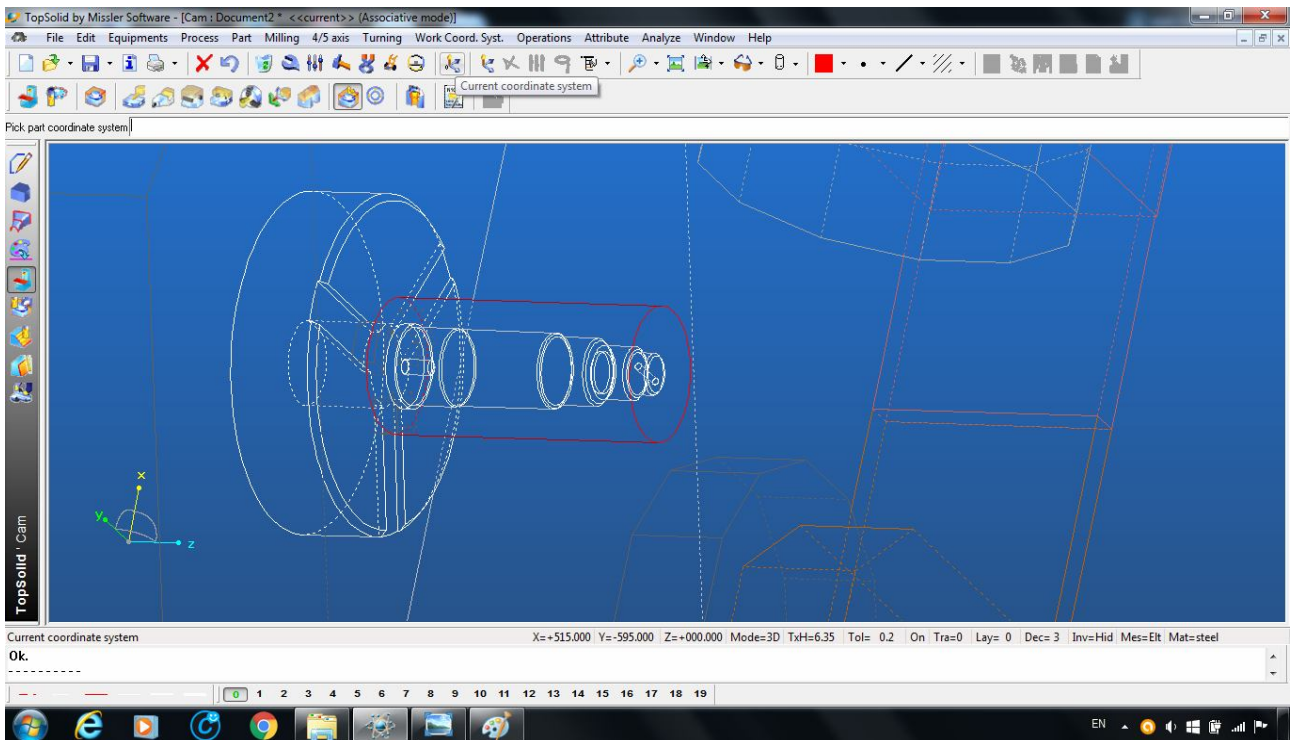 TopSolid by Missler Software - [Cam : Document2 *  <<current>> (Associative mode)]
File Edit Equipments Process Part Milling 4/5 axis Turning Work Coord. Syst. Operations Attribute Analyze Window Help
Current coordinate system
Pick part coordinate system
x
y
z
TopSolid ' Cam
Current coordinate system X=+515.000 Y=-595.000 Z=+000.000 Mode=3D TxH=6.35 Tol= 0.2 On Tra=0 Lay= 0 Dec= 3 Inv=Hid Mes=Elt Mat=steel
Ok.
----------
0 1 2 3 4 5 6 7 8 9 10 11 12 13 14 15 16 17 18 19
EN